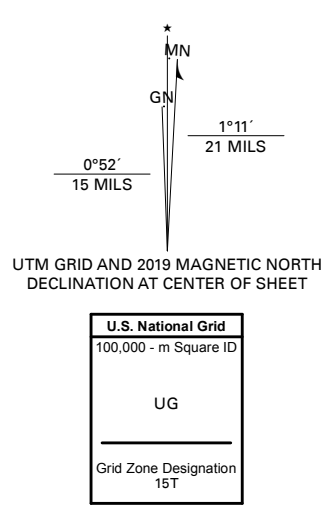 ★
MN
GN
1°11´
21 MILS
0°52´
15 MILS
UTM GRID AND 2019 MAGNETIC NORTH
DECLINATION AT CENTER OF SHEET
U.S. National Grid
100,000 - m Square ID
UG
Grid Zone Designation
15T